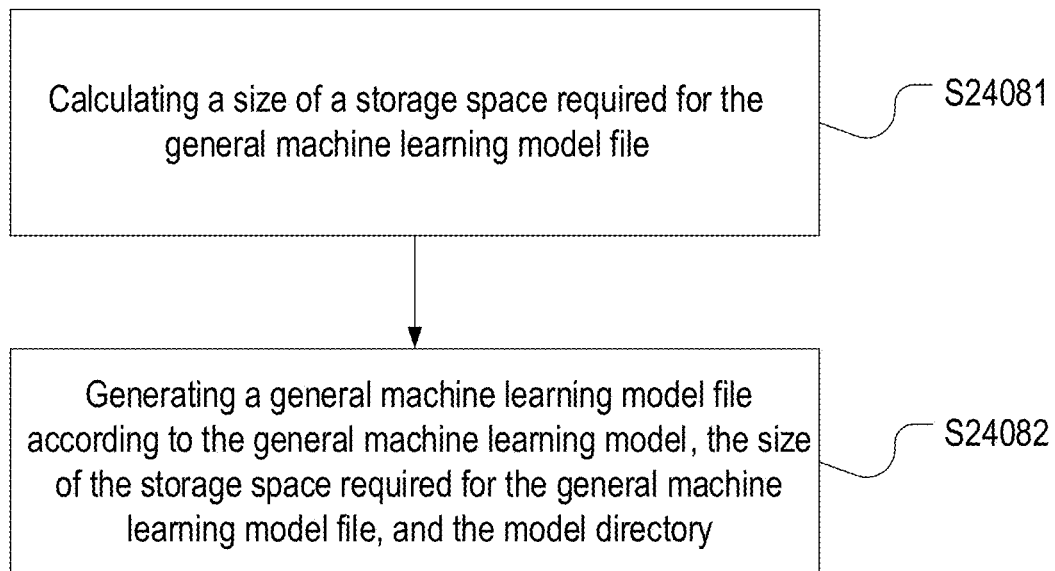 Calculating a size of a storage space required for the
general machine learning model file
S24081
Generating a general machine learning model file
according to the general machine learning model, the size
of the storage space required for the general machine
learning model file, and the model directory
S24082